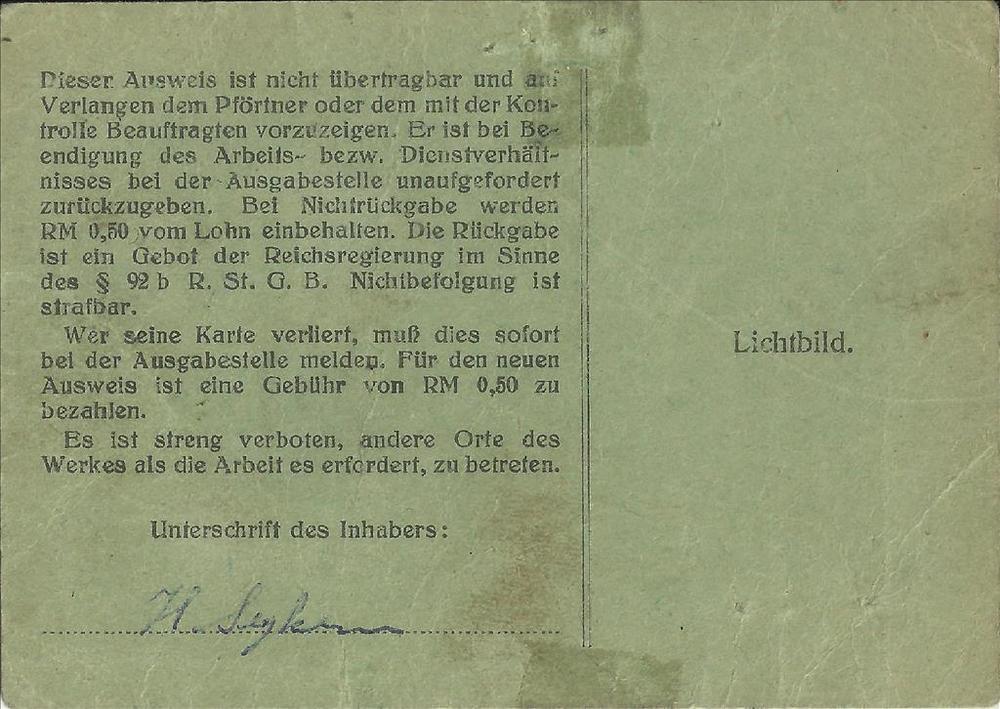 Dieser Ausweis ist nicht übertragbar und auf
Verlangen dem Pförtner oder dem mit der Kon-
trolle Beauftragten vorzuzeigen. Er ist bei Be-
endigung des Arbeits- bezw. Dienstverhält-
nisses bei der Ausgabestelle unaufgefordert
zurückzugeben. Bei Nichtrückgabe werden
RM 0,50 vom Lohn einbehalten. Die Rückgabe
ist ein Gebot der Reichsregierung im Sinne
des § 92 b R. St. G. B. Nichtbefolgung ist
strafbar.
Wer seine Karte verliert, muß dies sofort
bei der Ausgabestelle melden. Für den neuen
Ausweis ist eine Gebühr von RM 0,50 zu
bezahlen.
Es ist streng verboten, andere Orte des
Werkes als die Arbeit es erfordert, zu betreten.
Unterschrift des Inhabers:
H.
Lichtbild.